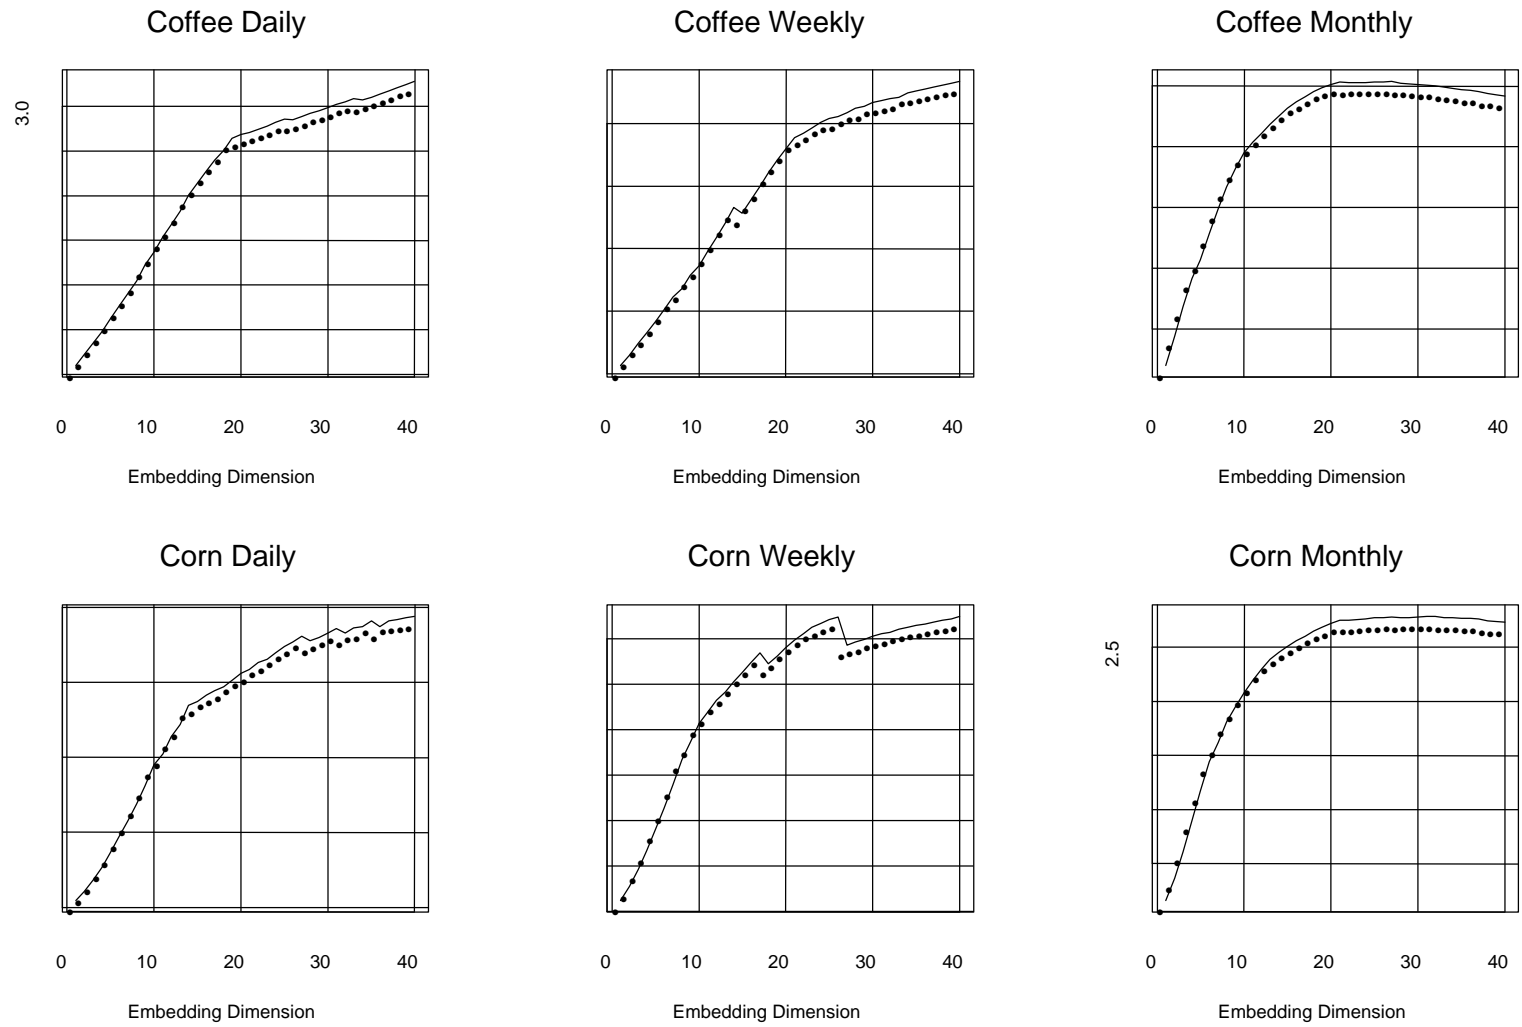 Coffee Daily
Coffee Weekly
Coffee Monthly
3.0
0 10 20 30 40
0 10 20 30 40
0 10 20 30 40
Embedding Dimension
Embedding Dimension
Embedding Dimension
Corn Daily
Corn Weekly
Corn Monthly
2.5
0 10 20 30 40
0 10 20 30 40
0 10 20 30 40
Embedding Dimension
Embedding Dimension
Embedding Dimension